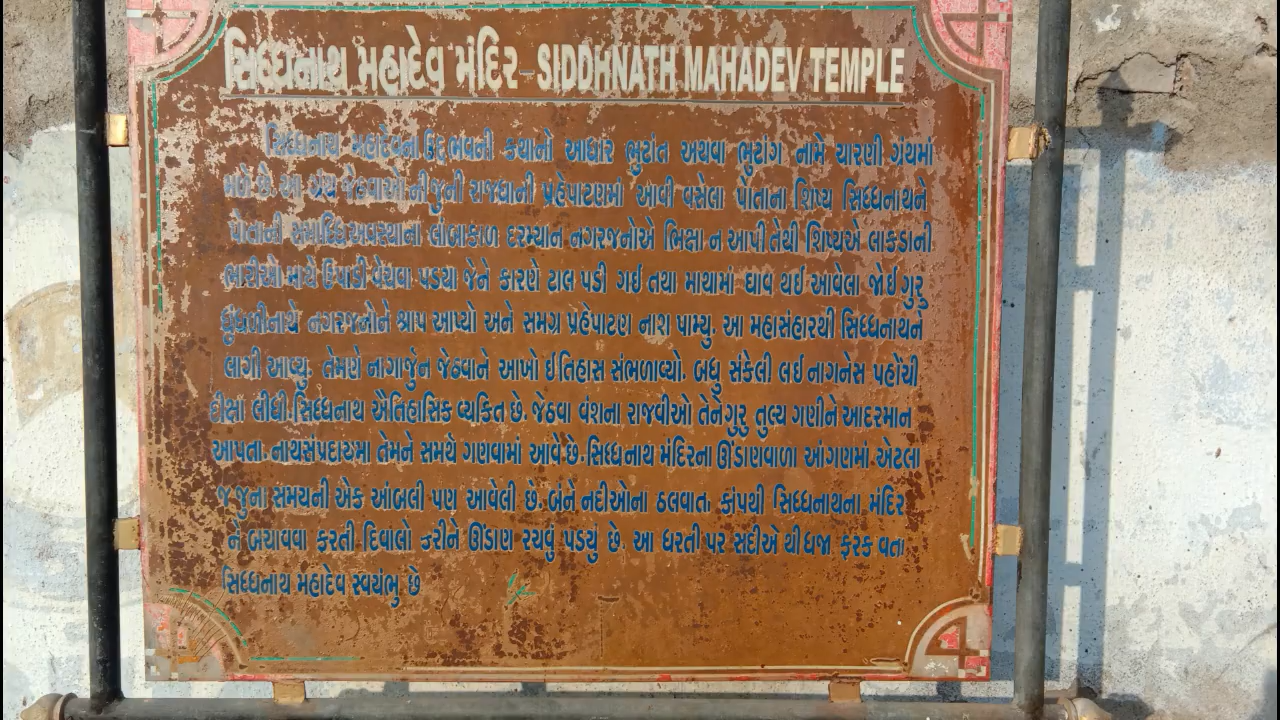 સિધ્ધનાથ મહાદેવ મંદિર - SIDDHNATH MAHADEV TEMPLE
સિધ્ધનાથ મહાદેવના ઉદ્ભવની કથાનો આધાર ભુટાંત અથવા ભુટાંગ નામે ચારણી ગ્રંથમાં
મળે છે. આ ગ્રંથ જેઠવાઓની જુની રાજધાની પ્રહેપાટણમાં આવી વસેલા પોતાના શિષ્ય સિધ્ધનાથને
પોતાની સમાધિ અવસ્થાના લાંબાકાળ દરમ્યાન નગરજનોએ ભિક્ષા ન આપી તેથી શિષ્યએ લાકડાની
ભારીઓ માથે ઉપાડી વેચવા પડયા જેને કારણે ટાલ પડી ગઈ તથા માથામાં ઘાવ થઈ આવેલા જોઈ ગુરુ
ધુંધળીનાથે નગરજનોને શ્રાપ આપ્યો અને સમગ્ર પ્રહેપાટણ નાશ પામ્યુ. આ મહાસંહારથી સિધ્ધનાથને
લાગી આવ્યુ. તેમણે નાગાર્જુન જેઠવાને આખો ઈતિહાસ સંભળાવ્યો. બધુ સંકેલી લઈ નાગનેસ પહોંચી
દીક્ષા લીધી. સિધ્ધનાથ ઐતિહાસિક વ્યકિત છે. જેઠવા વંશના રાજવીઓ તેને ગુરુ તુલ્ય ગણીને આદરમાન
આપતા. નાથસંપ્રદાયમા તેમને સમયે ગણવામાં આવે છે. સિધ્ધનાથ મંદિરના ઊંડાણવાળા આંગણમાં એટલા
જ જુના સમયની એક આંબલી પણ આવેલી છે. બંને નદીઓના ઠલવાતા કાંપથી સિધ્ધનાથના મંદિર
ને બચાવવા ફરતી દિવાલો કરીને ઊંડાણ રચવું પડયું છે. આ ધરતી પર સદીએ થી ધજા ફરક વતા
સિધ્ધનાથ મહાદેવ સ્વયંભુ છે